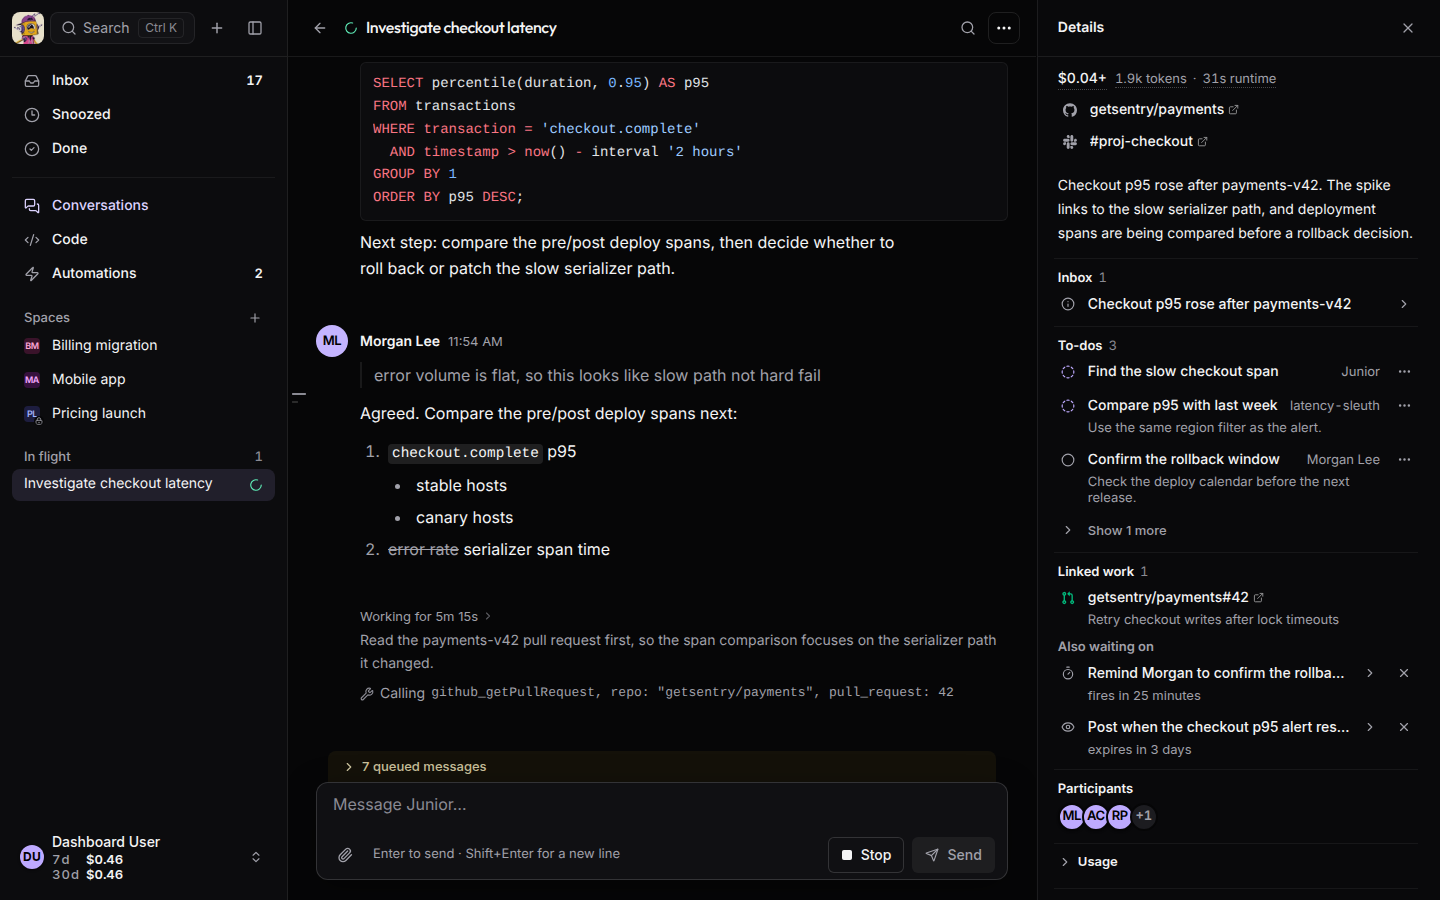 Search
Ctrl K
Inbox
17
Snoozed
Done
Conversations
Code
Automations
2
Spaces
BM
Billing migration
MA
Mobile app
PL
Pricing launch
In flight
1
Investigate checkout latency
DU
Dashboard User
7d $0.46
30d $0.46
Investigate checkout latency
SELECT percentile(duration, 0.95) AS p95
FROM transactions
WHERE transaction = 'checkout.complete'
AND timestamp > now() - interval '2 hours'
GROUP BY 1
ORDER BY p95 DESC;
Next step: compare the pre/post deploy spans, then decide whether to
roll back or patch the slow serializer path.
ML
Morgan Lee 11:54 AM
error volume is flat, so this looks like slow path not hard fail
Agreed. Compare the pre/post deploy spans next:
1. checkout.complete p95
• stable hosts
• canary hosts
2. error rate serializer span time
Working for 5m 15s
Read the payments-v42 pull request first, so the span comparison focuses on the serializer path
it changed.
Calling github_getPullRequest, repo: "getsentry/payments", pull_request: 42
7 queued messages
Message Junior...
Enter to send · Shift+Enter for a new line
Stop
Send
Details
$0.04+ 1.9k tokens · 31s runtime
getsentry/payments
#proj-checkout
Checkout p95 rose after payments-v42. The spike
links to the slow serializer path, and deployment
spans are being compared before a rollback decision.
Inbox 1
Checkout p95 rose after payments-v42
To-dos 3
Find the slow checkout span Junior
Compare p95 with last week latency-sleuth
Use the same region filter as the alert.
Confirm the rollback window Morgan Lee
Check the deploy calendar before the next
release.
Show 1 more
Linked work 1
getsentry/payments#42
Retry checkout writes after lock timeouts
Also waiting on
Remind Morgan to confirm the rollba...
fires in 25 minutes
Post when the checkout p95 alert res...
expires in 3 days
Participants
ML AC RP +1
Usage